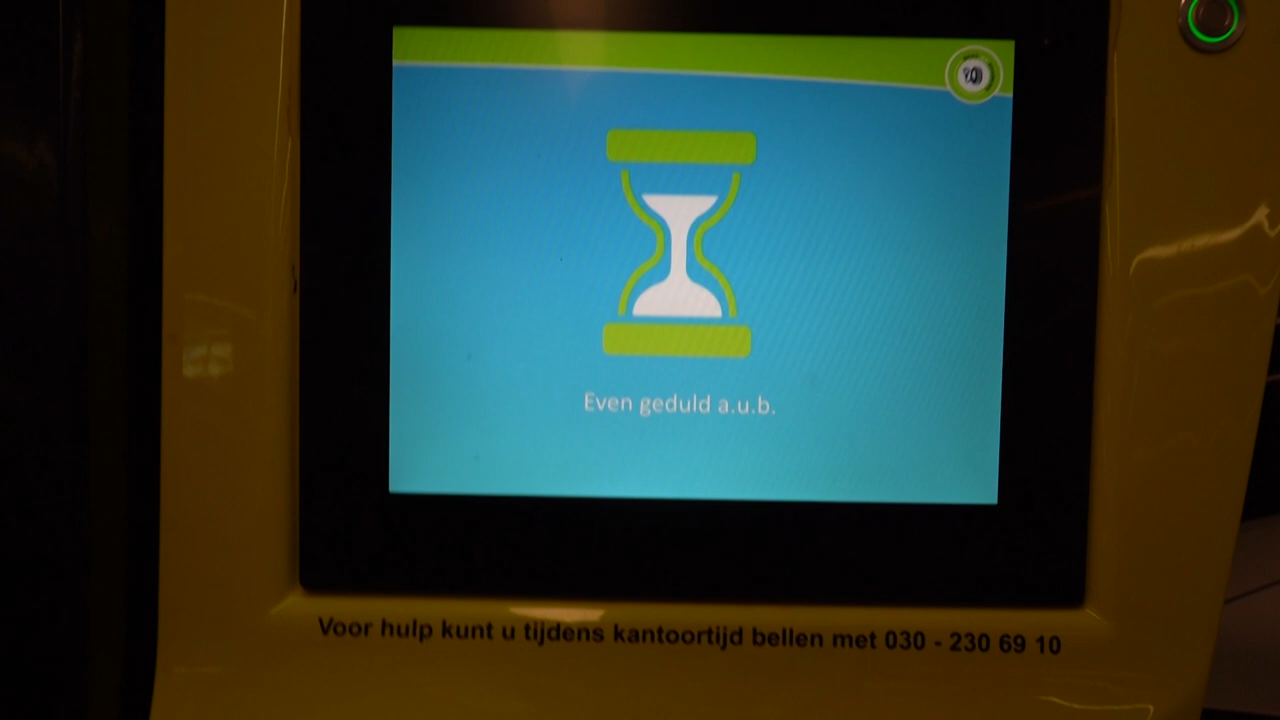 Even geduld a.u.b.
Voor hulp kunt u tijdens kantoortijd bellen met 030 - 230 69 10